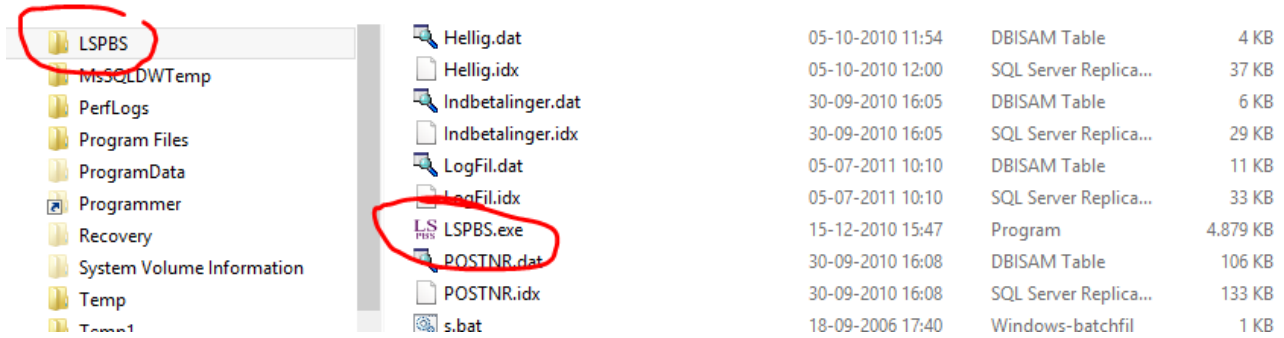 LSPBS
MsSQLDWTemp
PerfLogs
Program Files
ProgramData
Programmer
Recovery
System Volume Information
Temp
Temp1
Hellig.dat 05-10-2010 11:54 DBISAM Table 4 KB
Hellig.idx 05-10-2010 12:00 SQL Server Replica... 37 KB
Indbetalinger.dat 30-09-2010 16:05 DBISAM Table 6 KB
Indbetalinger.idx 30-09-2010 16:05 SQL Server Replica... 29 KB
LogFil.dat 05-07-2011 10:10 DBISAM Table 11 KB
LogFil.idx 05-07-2011 10:10 SQL Server Replica... 33 KB
LS PBS LSPBS.exe 15-12-2010 15:47 Program 4.879 KB
POSTNR.dat 30-09-2010 16:08 DBISAM Table 106 KB
POSTNR.idx 30-09-2010 16:08 SQL Server Replica... 133 KB
s.bat 18-09-2006 17:40 Windows-batchfil 1 KB